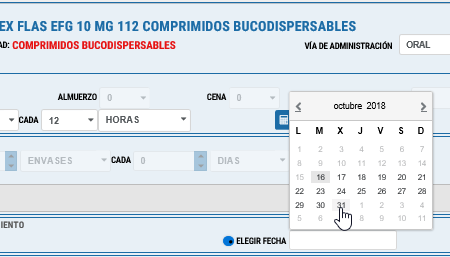 EX FLAS EFG 10 MG 112 COMPRIMIDOS BUCODISPERSABLES
AD: COMPRIMIDOS BUCODISPERSABLES
VÍA DE ADMINISTRACIÓN ORAL
ALMUERZO 0 CENA 0
CADA 12 HORAS
ENVASES CADA 0 DIAS
octubre 2018
L M X J V S D
1 2 3 4 5 6 7
8 9 10 11 12 13 14
15 16 17 18 19 20 21
22 23 24 25 26 27 28
29 30 31 1 2 3 4
5 6 8 9 10 11
IENTO
ELEGIR FECHA